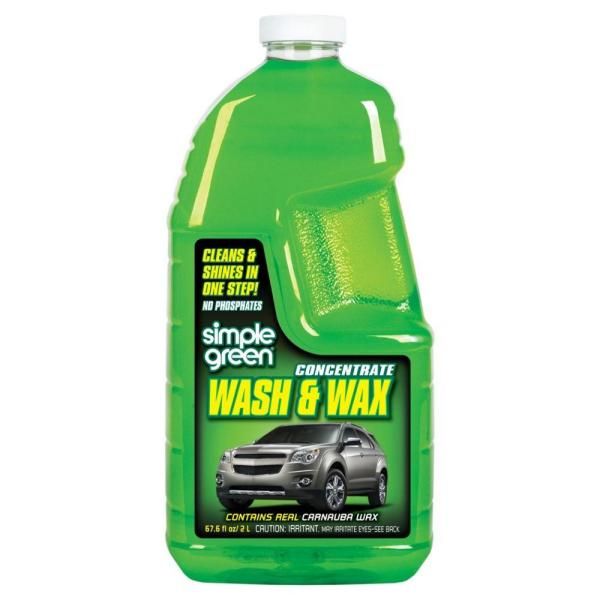 CLEANS &
SHINES IN
ONE STEP!
NO PHOSPHATES
simple
green®
CONCENTRATE
WASH & WAX
CONTAINS REAL CARNAUBA WAX
67.6 fl oz/ 2 L CAUTION: IRRITANT. MAY IRRITATE EYES-SEE BACK